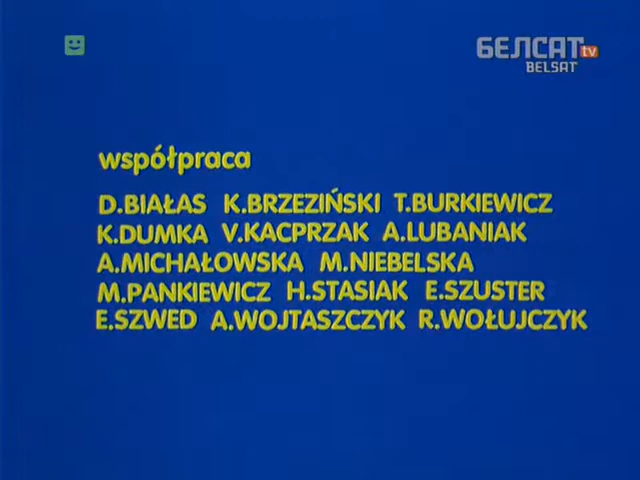 БЕЛСАТ tv
BELSAT
współpraca
D.BIAŁAS K.BRZEZIŃSKI T.BURKIEWICZ
K.DUMKA V.KACPRZAK A.LUBANIAK
A.MICHAŁOWSKA M.NIEBELSKA
M.PANKIEWICZ H.STASIAK E.SZUSTER
E.SZWED A.WOJTASZCZYK R.WOŁUJCZYK